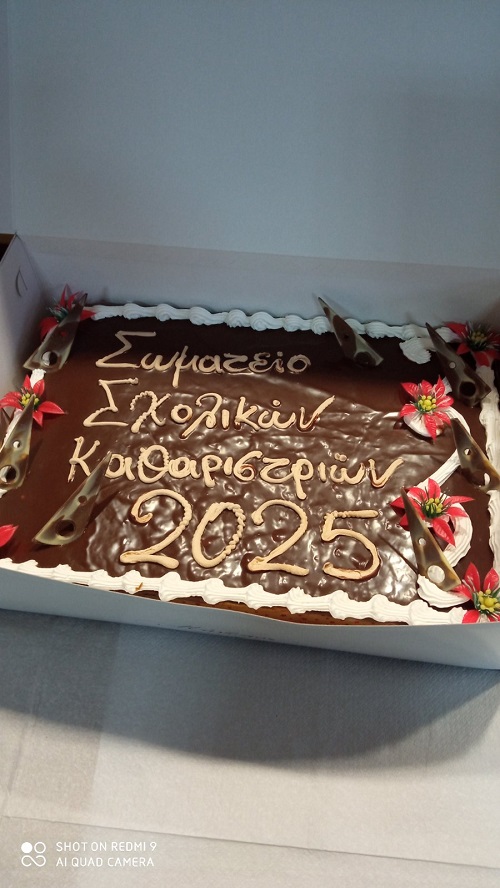 Σωματείο
Σχολικών
Καθαριστριών
2025
SHOT ON REDMI 9
AI QUAD CAMERA